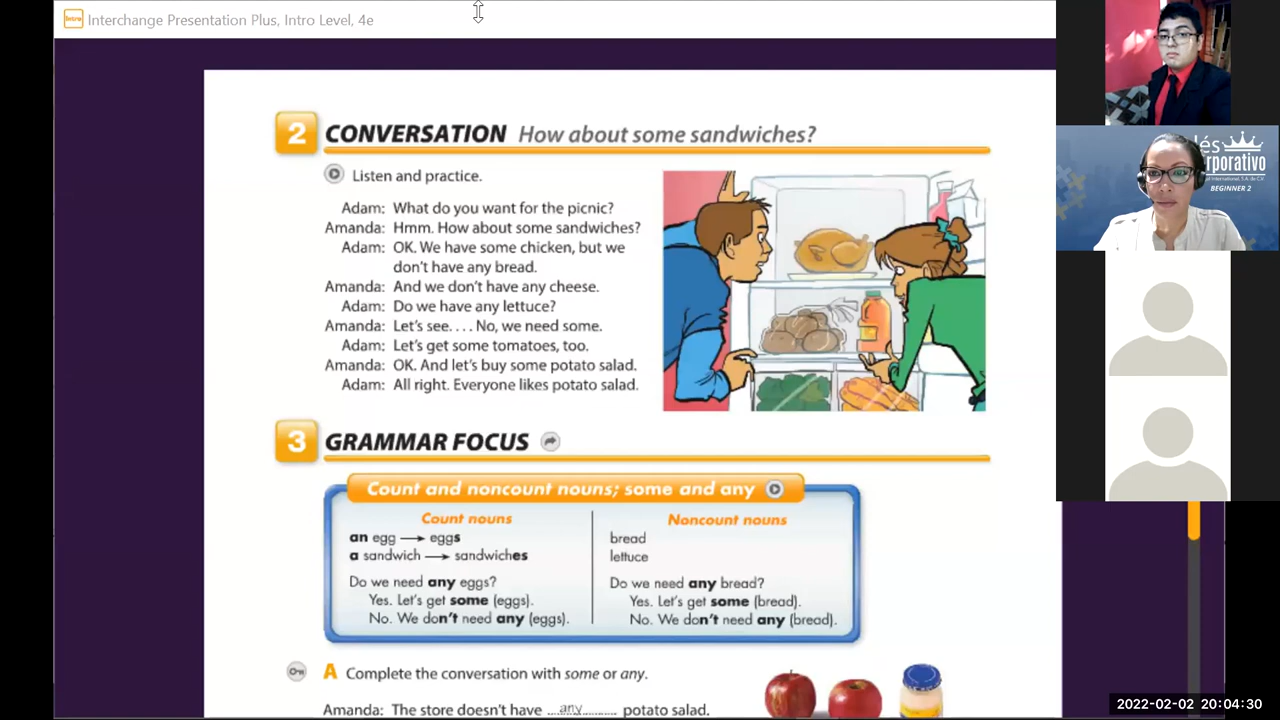 Intro
Interchange Presentation Plus, Intro Level, 4e
2 CONVERSATION How about some sandwiches?
Listen and practice.
Adam: What do you want for the picnic?
Amanda: Hmm. How about some sandwiches?
Adam: OK. We have some chicken, but we
don't have any bread.
Amanda: And we don't have any cheese.
Adam: Do we have any lettuce?
Amanda: Let's see. . . . No, we need some.
Adam: Let's get some tomatoes, too.
Amanda: OK. And let's buy some potato salad.
Adam: All right. Everyone likes potato salad.
3 GRAMMAR FOCUS
Count and noncount nouns; some and any
Count nouns
an egg → eggs
a sandwich → sandwiches
Do we need any eggs?
Yes. Let's get some (eggs).
No. We don't need any (eggs).
Noncount nouns
bread
lettuce
Do we need any bread?
Yes. Let's get some (bread).
No. We don't need any (bread).
A Complete the conversation with some or any.
Amanda: The store doesn't have any potato salad.
BEGINNER 2
2022-02-02 20:04:30